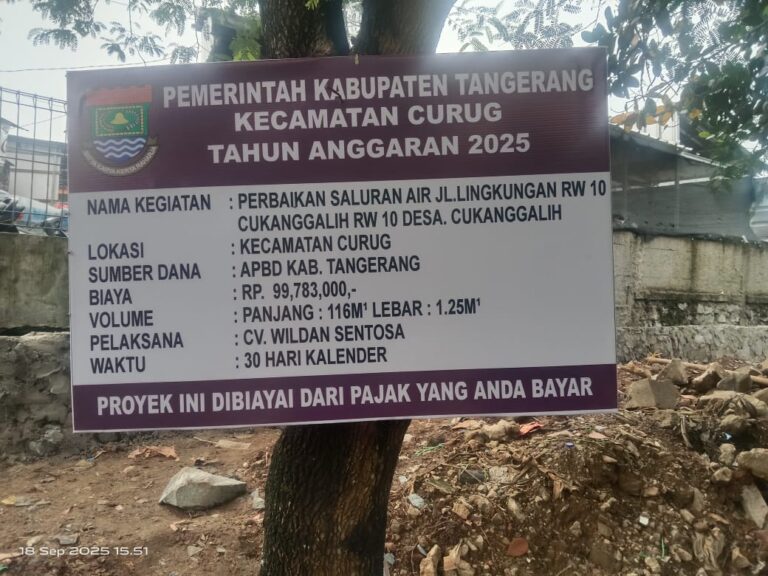 PEMERINTAH KABUPATEN TANGERANG
KECAMATAN CURUG
TAHUN ANGGARAN 2025
NAMA KEGIATAN : PERBAIKAN SALURAN AIR JL.LINGKUNGAN RW 10
CUKANGGALIH RW 10 DESA. CUKANGGALIH
LOKASI : KECAMATAN CURUG
SUMBER DANA : APBD KAB. TANGERANG
BIAYA : RP. 99,783,000,-
VOLUME : PANJANG : 116M¹ LEBAR : 1.25M¹
PELAKSANA : CV. WILDAN SENTOSA
WAKTU : 30 HARI KALENDER
PROYEK INI DIBIAYAI DARI PAJAK YANG ANDA BAYAR
18 Sep 2025 15.51